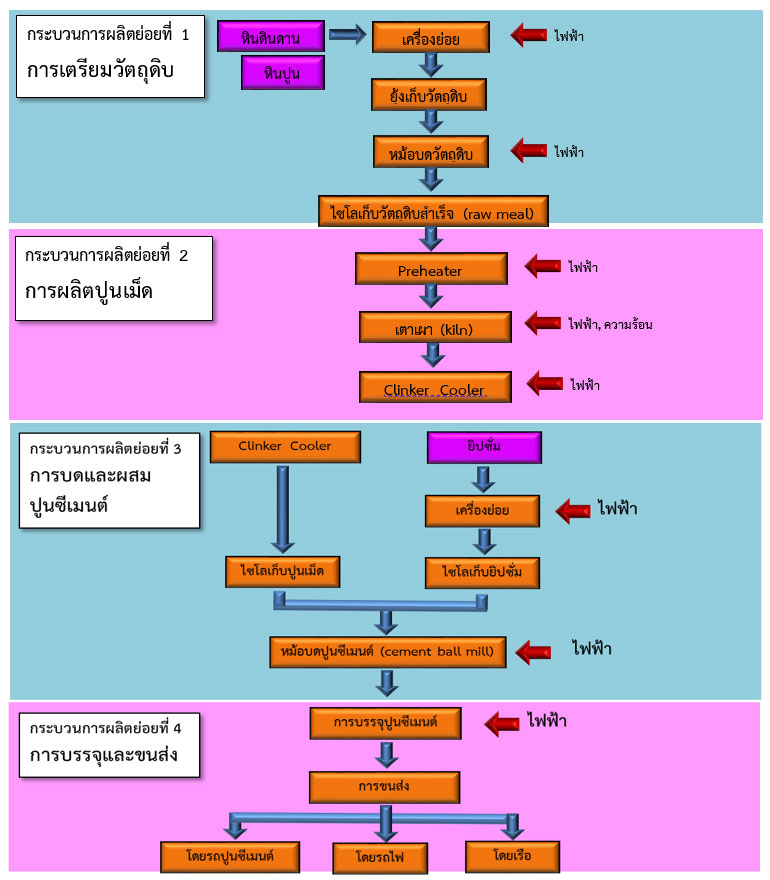 กระบวนการผลิตย่อยที่ 1
การเตรียมวัตถุดิบ
หินดินดาน
เครื่องย่อย
ไฟฟ้า
หินปูน
ยุ้งเก็บวัตถุดิบ
หม้อบดวัตถุดิบ
ไฟฟ้า
ไซโลเก็บวัตถุดิบสำเร็จ (raw meal)
กระบวนการผลิตย่อยที่ 2
การผลิตปูนเม็ด
Preheater
ไฟฟ้า
เตาเผา (kiln)
ไฟฟ้า, ความร้อน
Clinker Cooler
ไฟฟ้า
กระบวนการผลิตย่อยที่ 3
การบดและผสม
ปูนซีเมนต์
Clinker Cooler
ยิปซั่ม
เครื่องย่อย
ไฟฟ้า
ไซโลเก็บปูนเม็ด
ไซโลเก็บยิปซั่ม
หม้อบดปูนซีเมนต์ (cement ball mill)
ไฟฟ้า
กระบวนการผลิตย่อยที่ 4
การบรรจุและขนส่ง
การบรรจุปูนซีเมนต์
ไฟฟ้า
การขนส่ง
โดยรถปูนซีเมนต์
โดยรถไฟ
โดยเรือ